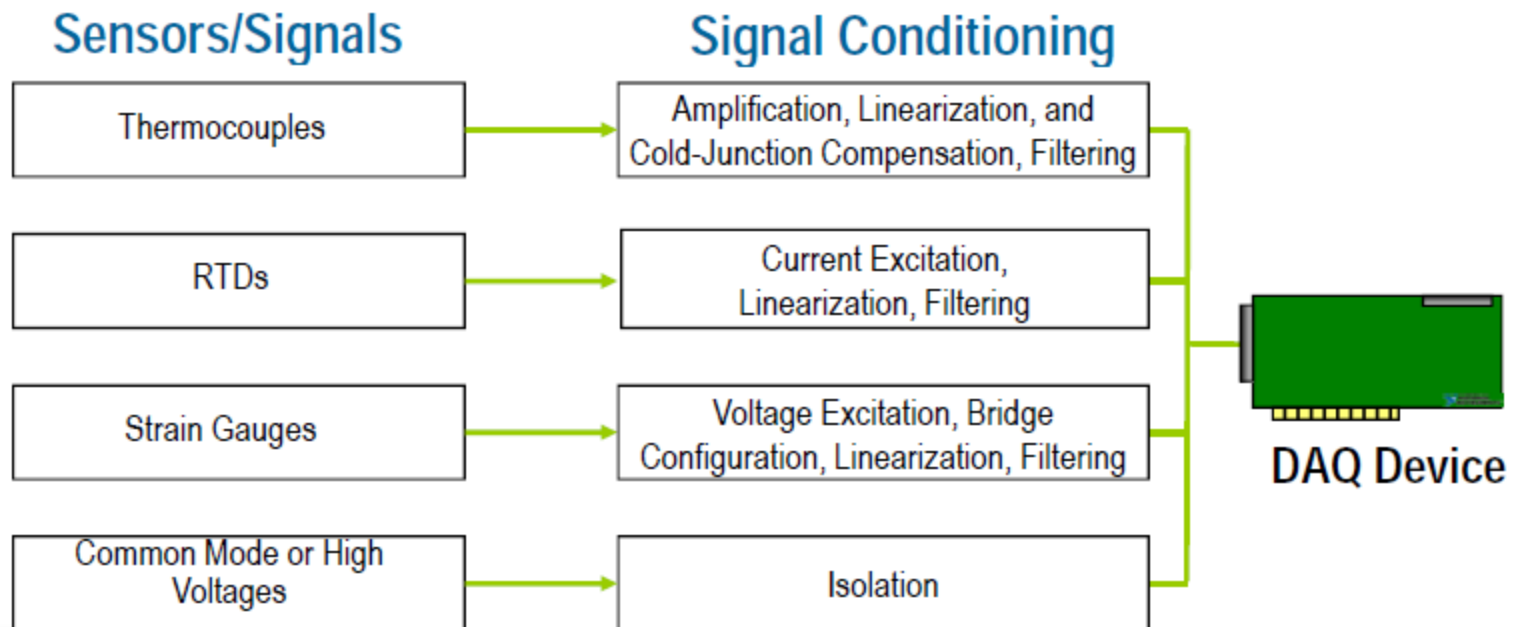 Sensors/Signals
Signal Conditioning
Thermocouples
Amplification, Linearization, and
Cold-Junction Compensation, Filtering
RTDs
Current Excitation,
Linearization, Filtering
Strain Gauges
Voltage Excitation, Bridge
Configuration, Linearization, Filtering
DAQ Device
Common Mode or High
Voltages
Isolation